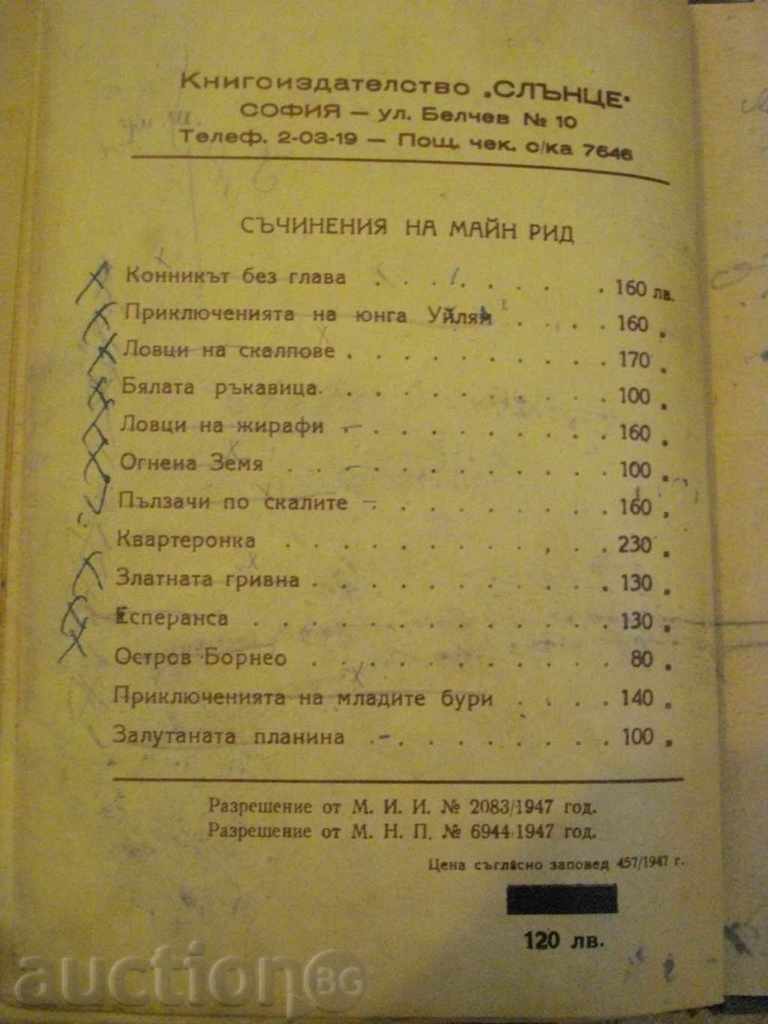 Книгоиздателство „СЛЪНЦЕ"
СОФИЯ — ул. Белчев № 10
Телеф. 2-03-19 — Пощ. чек. с/ка 7646
СЪЧИНЕНИЯ НА МАЙН РИД
Конникът без глава . . . . . . . 160 лв.
Приключенията на юнга Уйлям . . . . 160 „
Ловци на скалпове . . . . . . . . 170 „
Бялата ръкавица . . . . . . . . 100 „
Ловци на жирафи . . . . . . . . 160 „
Огнена Земя . . . . . . . . . 100 „
Пълзачи по скалите . . . . . . . 160 „
Квартеронка . . . . . . . . . 230 „
Златната гривна . . . . . . . . 130 „
Есперанса . . . . . . . . . . 130 „
Остров Борнео . . . . . . . . 80 „
Приключенията на младите бури . . . . 140 „
Залутаната планина . . . . . . . 100 „
Разрешение от М. И. И. № 2083/1947 год.
Разрешение от М. Н. П. № 6944/1947 год.
Цена съгласно заповед 457/1947 г.
120 лв.
auctionBG